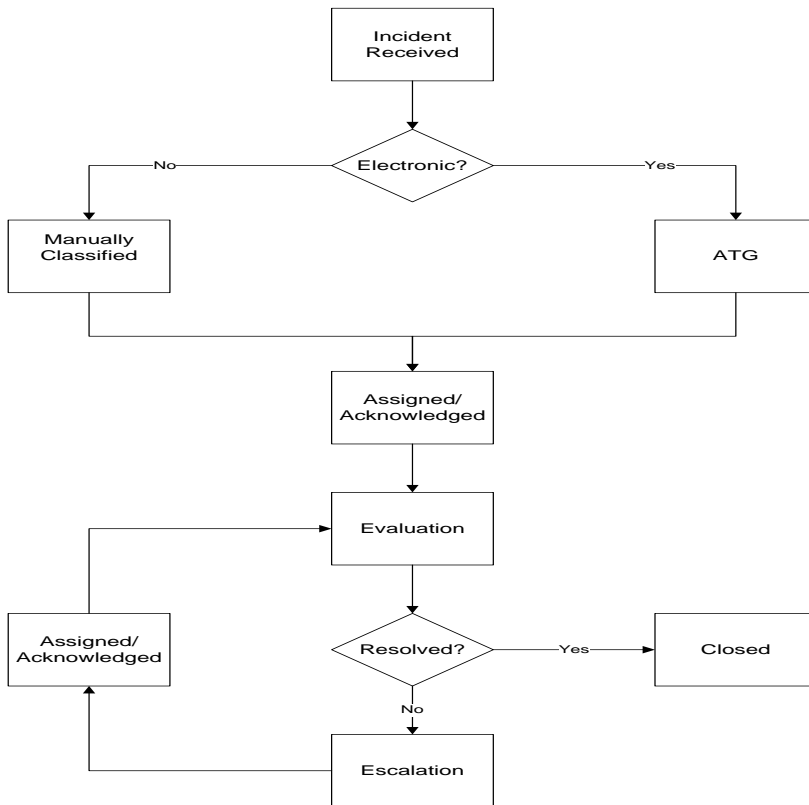 Incident
Received
Electronic?
No
Yes
Manually
Classified
ATG
Assigned/
Acknowledged
Evaluation
Assigned/
Acknowledged
Resolved?
Yes
Closed
No
Escalation